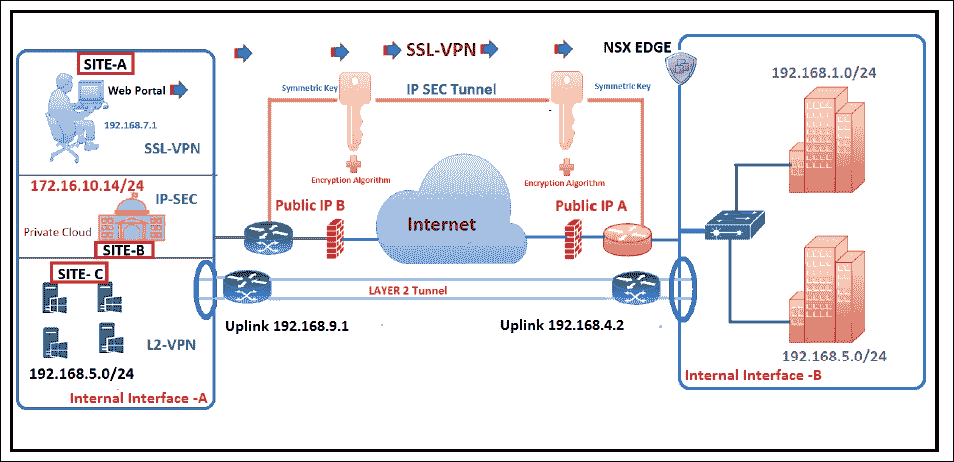 SITE-A
Web Portal
192.168.7.1
SSL-VPN
172.16.10.14/24
IP-SEC
Private Cloud
SITE-B
SITE- C
L2-VPN
192.168.5.0/24
Internal Interface -A
SSL-VPN
NSX EDGE
Symmetric Key
IP SEC Tunnel
Symmetric Key
Encryption Algorithm
Encryption Algorithm
Public IP B
Internet
Public IP A
LAYER 2 Tunnel
Uplink 192.168.9.1
Uplink 192.168.4.2
192.168.1.0/24
192.168.5.0/24
Internal Interface -B